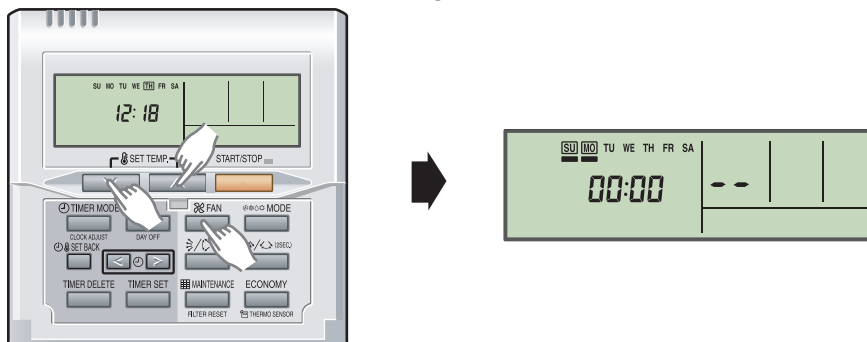 SU MO TU WE TH FR SA
12:18
SET TEMP.
START/STOP
TIMER MODE
FAN
MODE
CLOCK ADJUST
DAY OFF
SET BACK
(2SEC.)
TIMER DELETE
TIMER SET
MAINTENANCE
ECONOMY
FILTER RESET
THERMO SENSOR
SU MO TU WE TH FR SA
00:00
--